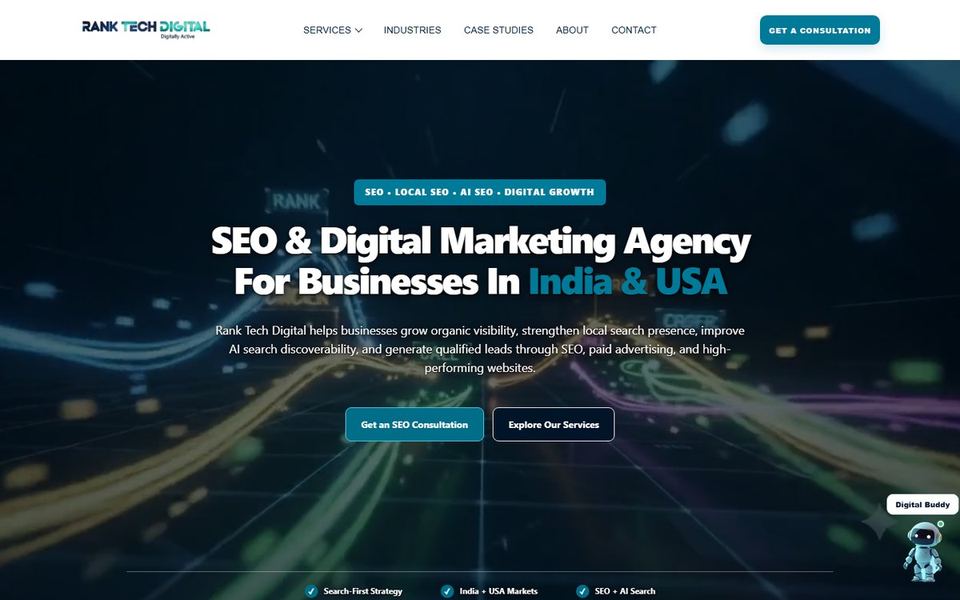 RANK TECH DIGITAL
Digitally Active
SERVICES
INDUSTRIES
CASE STUDIES
ABOUT
CONTACT
GET A CONSULTATION
RANK
SEO • LOCAL SEO • AI SEO • DIGITAL GROWTH
SEO & Digital Marketing Agency
For Businesses In India & USA
Rank Tech Digital helps businesses grow organic visibility, strengthen local search presence, improve
AI search discoverability, and generate qualified leads through SEO, paid advertising, and high-
performing websites.
Get an SEO Consultation
Explore Our Services
Digital Buddy
Search-First Strategy
India + USA Markets
SEO + AI Search